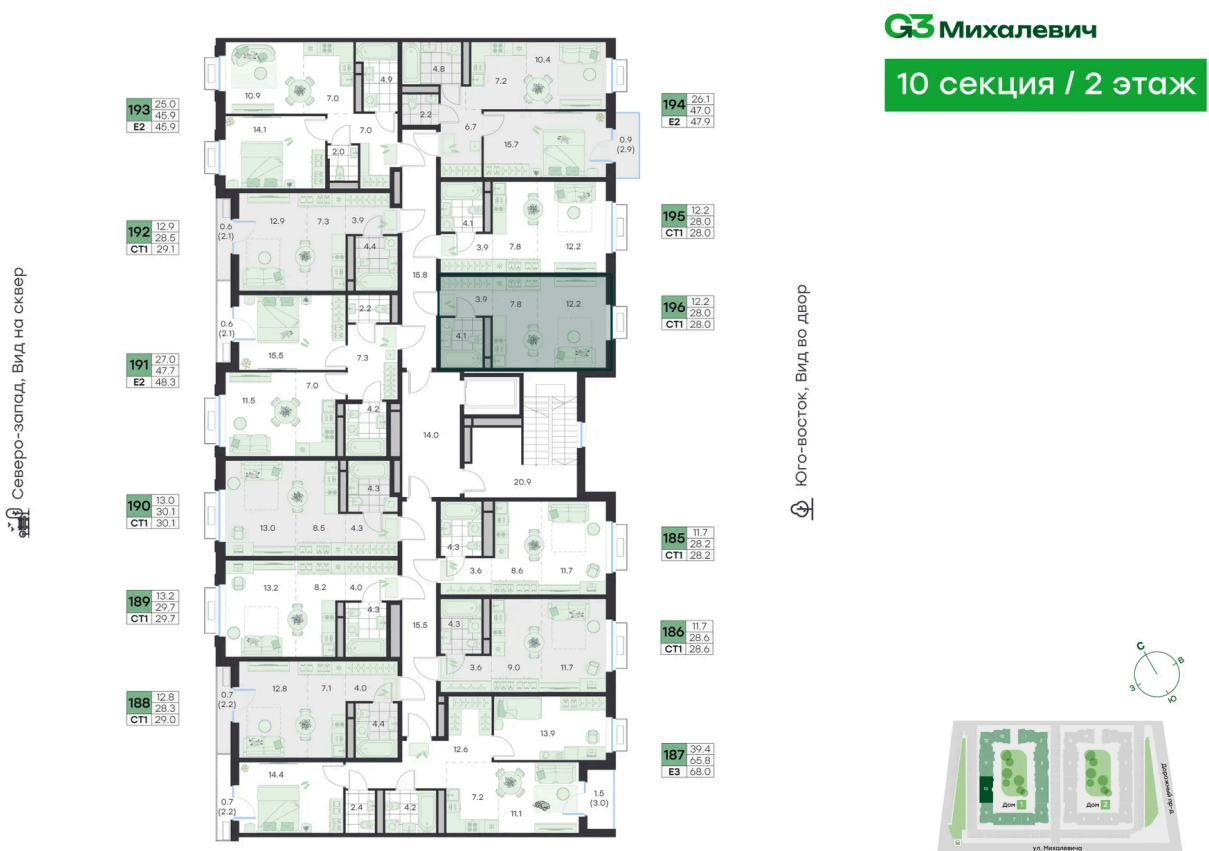 G3 Михалевич
10 секция / 2 этаж
193 25.0 45.9 Е2 45.9
192 12.9 28.5 СТ1 29.1
191 27.0 47.7 Е2 48.3
190 13.0 30.1 СТ1 30.1
189 13.2 29.7 СТ1 29.7
188 12.8 28.3 СТ1 29.0
194 26.1 47.0 Е2 47.9
195 12.2 28.0 СТ1 28.0
196 12.2 28.0 СТ1 28.0
185 11.7 28.2 СТ1 28.2
186 11.7 28.6 СТ1 28.6
187 39.4 65.8 Е3 68.0
Северо-запад, Вид на сквер
Юго-восток, Вид во двор
10.9 7.0 4.9
14.1 7.0 2.0
4.8 7.2 10.4
2.2 6.7 15.7
0.9 (2.9)
0.6 (2.1) 12.9 7.3 3.9 4.4
4.1 3.9 7.8 12.2
15.8
3.9 7.8 12.2 4.1
0.6 (2.1) 15.5 2.2 7.3
11.5 7.0 4.2
14.0
20.9
13.0 8.5 4.3 4.3
4.3 3.6 8.6 11.7
13.2 8.2 4.0 4.3
15.5
4.3 3.6 9.0 11.7
0.7 (2.2) 12.8 7.1 4.0 4.4
12.6 13.9
0.7 (2.2) 14.4 2.4 4.2 7.2 11.1 1.5 (3.0)
С
В
З
Ю
Дом 1
Дом 2
Дорожный пр-д
ул. Михалевича